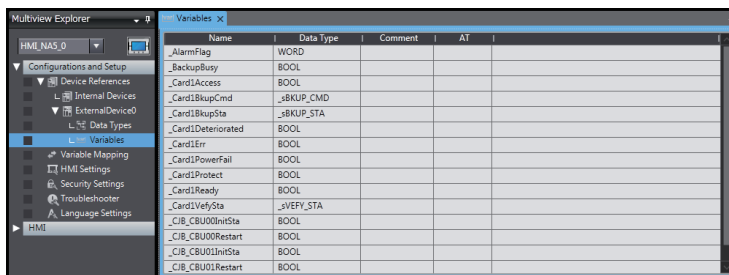 Multiview Explorer
HMI_NA5_0
Configurations and Setup
Device References
Internal Devices
ExternalDevice0
Data Types
Variables
Variable Mapping
HMI Settings
Security Settings
Troubleshooter
Language Settings
HMI
Variables
Name Data Type Comment AT
_AlarmFlag WORD
_BackupBusy BOOL
_Card1Access BOOL
_Card1BkupCmd _sBKUP_CMD
_Card1BkupSta _sBKUP_STA
_Card1Deteriorated BOOL
_Card1Err BOOL
_Card1PowerFail BOOL
_Card1Protect BOOL
_Card1Ready BOOL
_Card1VefySta _sVEFY_STA
_CJB_CBU00InitSta BOOL
_CJB_CBU00Restart BOOL
_CJB_CBU01InitSta BOOL
_CJB_CBU01Restart BOOL